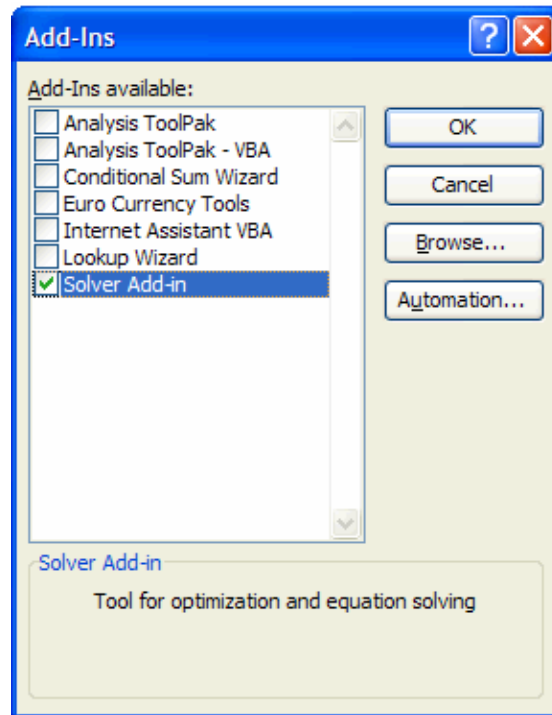 Add-Ins
Add-Ins available:
Analysis ToolPak
Analysis ToolPak - VBA
Conditional Sum Wizard
Euro Currency Tools
Internet Assistant VBA
Lookup Wizard
Solver Add-in
OK
Cancel
Browse...
Automation...
Solver Add-in
Tool for optimization and equation solving